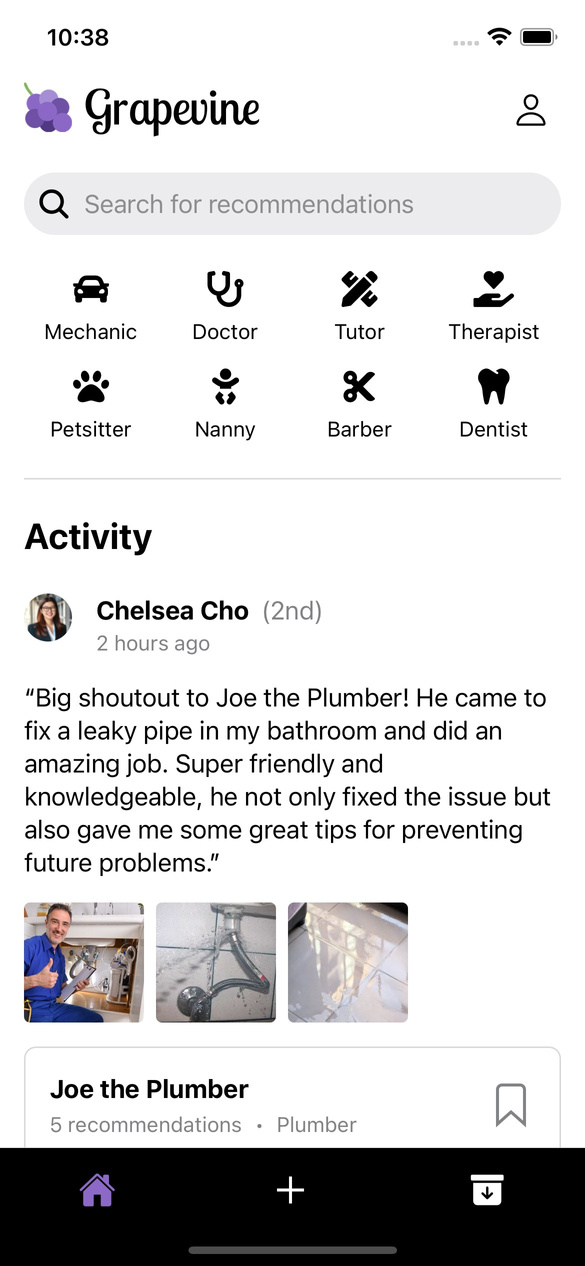 10:38
Grapevine
Search for recommendations
Mechanic Doctor Tutor Therapist
Petsitter Nanny Barber Dentist
Activity
Chelsea Cho (2nd)
2 hours ago
“Big shoutout to Joe the Plumber! He came to
fix a leaky pipe in my bathroom and did an
amazing job. Super friendly and
knowledgeable, he not only fixed the issue but
also gave me some great tips for preventing
future problems.”
Joe the Plumber
5 recommendations • Plumber